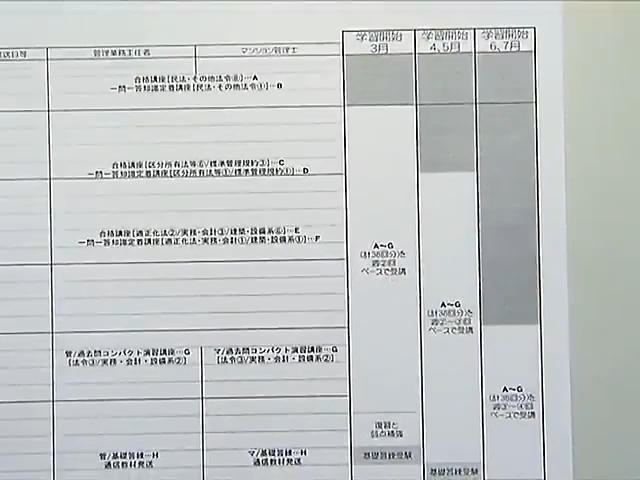 管理業務主任者
マンション管理士
学習開始
3月
学習開始
4、5月
学習開始
6、7月
合格講座[民法・その他法令⑥]…A
一問一答知識定着講座[民法・その他法令①]…B
合格講座[区分所有法等⑥/標準管理規約③]…C
一問一答知識定着講座[区分所有法等①/標準管理規約①]…D
合格講座[適正化法②/実務・会計③/建築・設備系⑥]…E
一問一答知識定着講座[適正化法・実務・会計①/建築・設備系①]…F
A〜G
ペースで受講
A〜G
ペースで受講
管/過去問コンパクト演習講座…G
[法令③/実務・会計・設備系②]
マ/過去問コンパクト演習講座…G
[法令③/実務・会計・設備系②]
A〜G
ペースで受講
復習と
弱点補強
管/基礎答練…H
通信教材発送
マ/基礎答練…H
通信教材発送
基礎答練受験
基礎答練受験